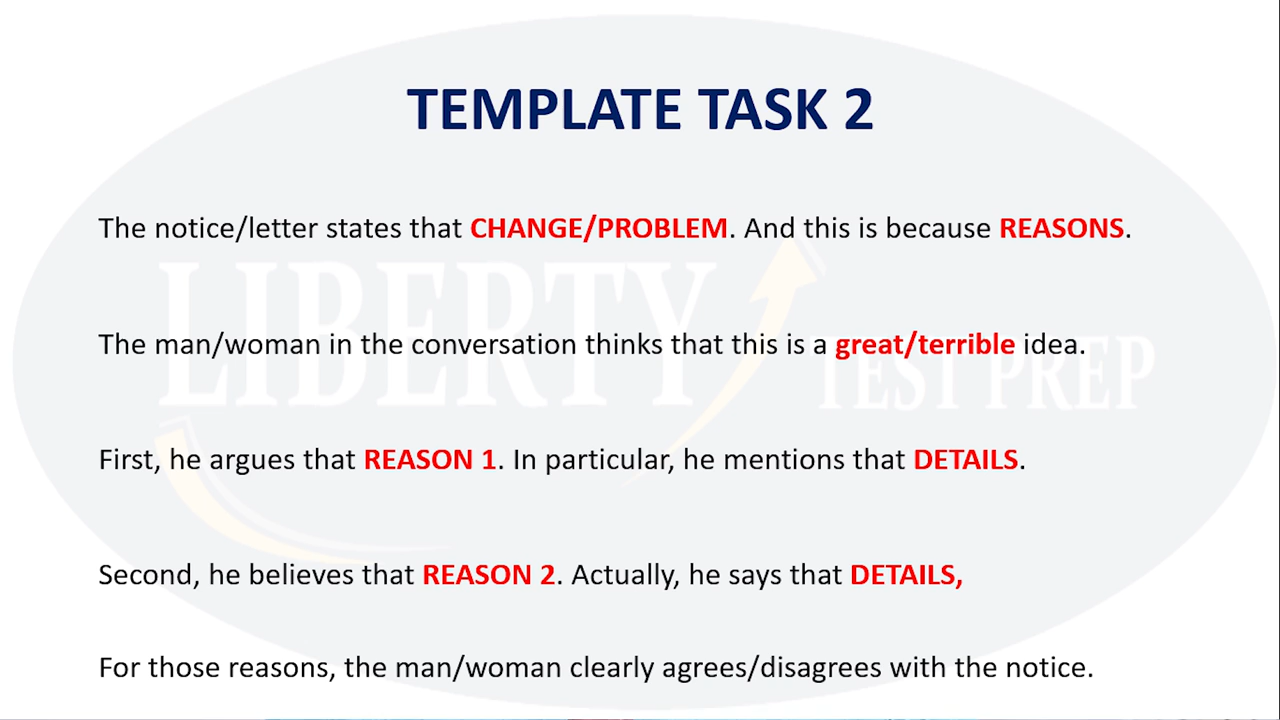 TEMPLATE TASK 2
The notice/letter states that CHANGE/PROBLEM. And this is because REASONS.
The man/woman in the conversation thinks that this is a great/terrible idea.
LIBERTY
TEST PREP
First, he argues that REASON 1. In particular, he mentions that DETAILS.
Second, he believes that REASON 2. Actually, he says that DETAILS,
For those reasons, the man/woman clearly agrees/disagrees with the notice.